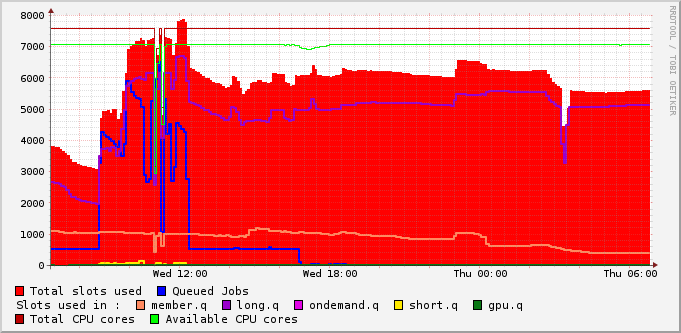 8000
7000
6000
5000
4000
3000
2000
1000
0
Wed 12:00 Wed 18:00 Thu 00:00 Thu 06:00
Total slots used Queued Jobs
Slots used in : member.q long.q ondemand.q short.q gpu.q
Total CPU cores Available CPU cores
RRDTOOL / TOBI OETIKER